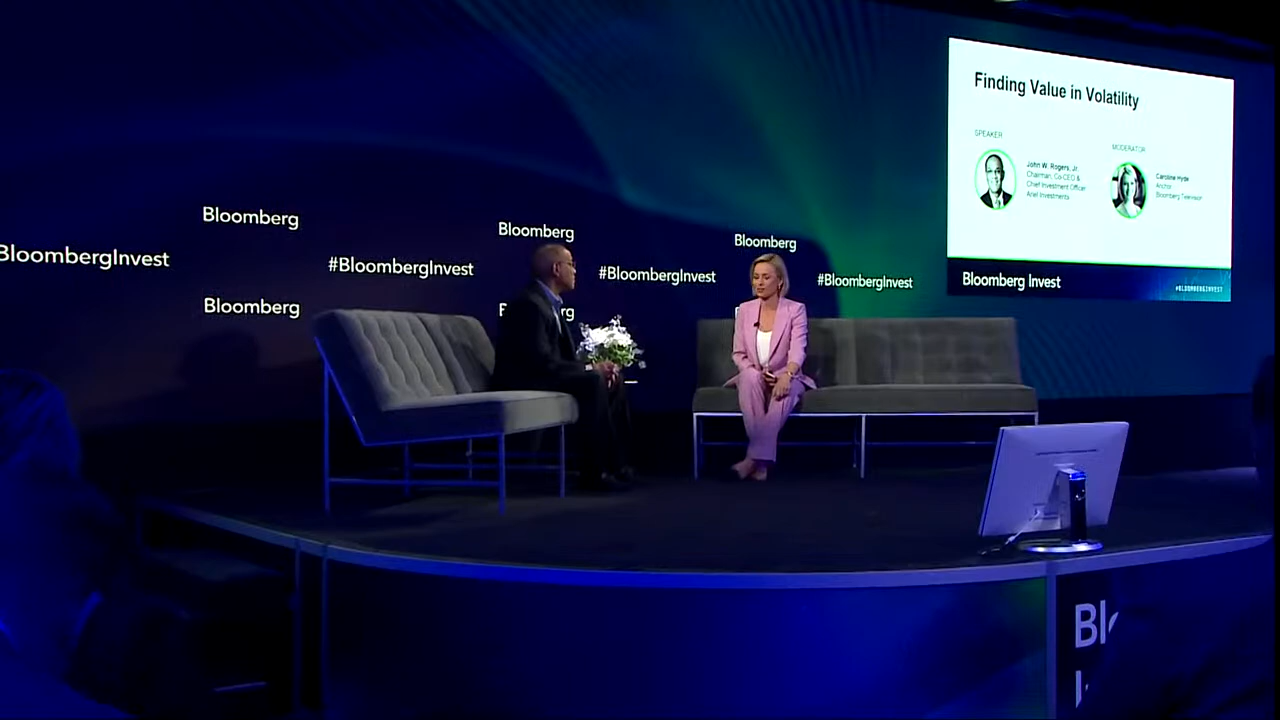 Finding Value in Volatility
SPEAKER
John W. Rogers, Jr.
Chairman, Co-CEO &
Chief Investment Officer
Ariel Investments
MODERATOR
Caroline Hyde
Anchor
Bloomberg Television
Bloomberg Invest
#BLOOMBERGINVEST
Bloomberg
Bloomberg
Bloomberg
BloombergInvest
#BloombergInvest
#BloombergInvest
#BloombergInvest
Bloomberg